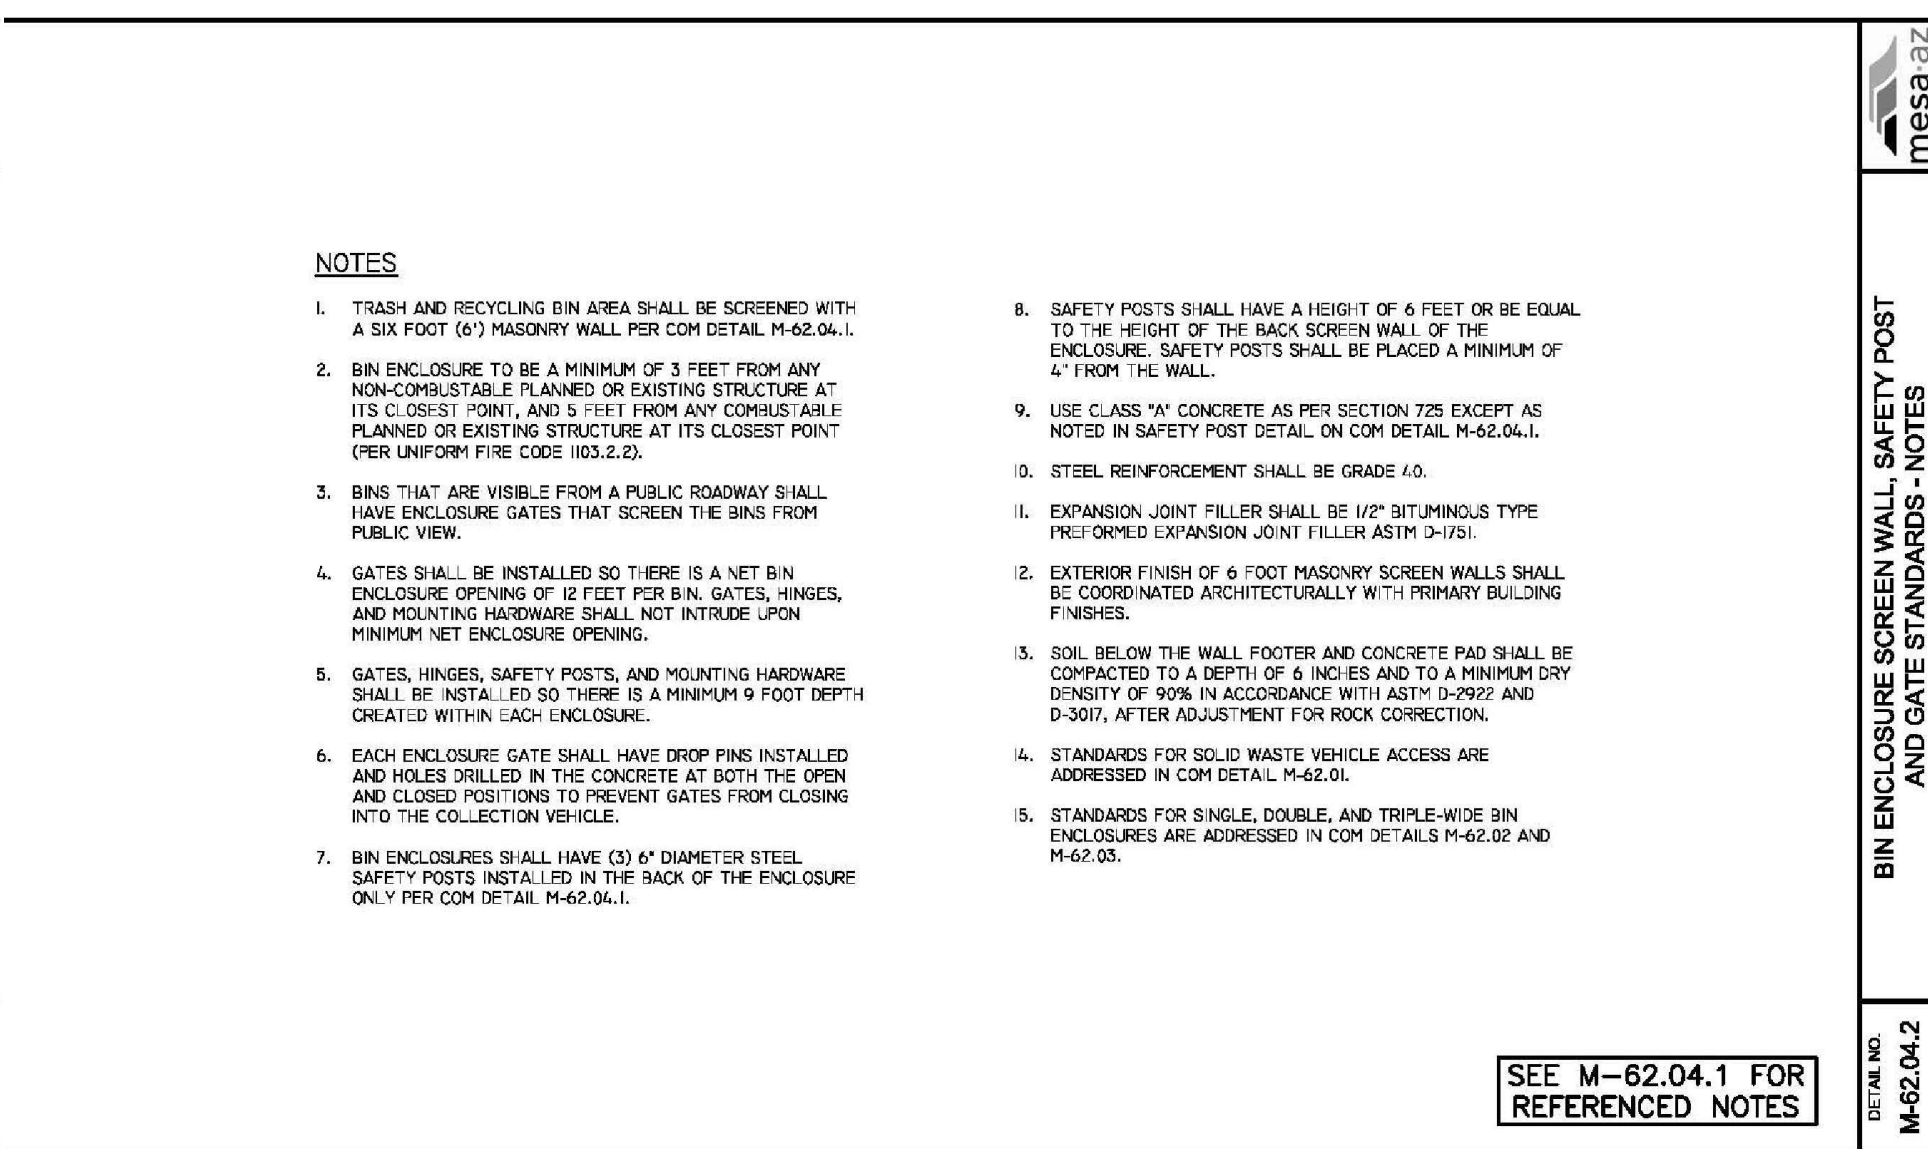 NOTES
1. TRASH AND RECYCLING BIN AREA SHALL BE SCREENED WITH
A SIX FOOT (6') MASONRY WALL PER COM DETAIL M-62.04.1.
2. BIN ENCLOSURE TO BE A MINIMUM OF 3 FEET FROM ANY
NON-COMBUSTABLE PLANNED OR EXISTING STRUCTURE AT
ITS CLOSEST POINT, AND 5 FEET FROM ANY COMBUSTABLE
PLANNED OR EXISTING STRUCTURE AT ITS CLOSEST POINT
(PER UNIFORM FIRE CODE 1103.2.2).
3. BINS THAT ARE VISIBLE FROM A PUBLIC ROADWAY SHALL
HAVE ENCLOSURE GATES THAT SCREEN THE BINS FROM
PUBLIC VIEW.
4. GATES SHALL BE INSTALLED SO THERE IS A NET BIN
ENCLOSURE OPENING OF 12 FEET PER BIN. GATES, HINGES,
AND MOUNTING HARDWARE SHALL NOT INTRUDE UPON
MINIMUM NET ENCLOSURE OPENING.
5. GATES, HINGES, SAFETY POSTS, AND MOUNTING HARDWARE
SHALL BE INSTALLED SO THERE IS A MINIMUM 9 FOOT DEPTH
CREATED WITHIN EACH ENCLOSURE.
6. EACH ENCLOSURE GATE SHALL HAVE DROP PINS INSTALLED
AND HOLES DRILLED IN THE CONCRETE AT BOTH THE OPEN
AND CLOSED POSITIONS TO PREVENT GATES FROM CLOSING
INTO THE COLLECTION VEHICLE.
7. BIN ENCLOSURES SHALL HAVE (3) 6" DIAMETER STEEL
SAFETY POSTS INSTALLED IN THE BACK OF THE ENCLOSURE
ONLY PER COM DETAIL M-62.04.1.
8. SAFETY POSTS SHALL HAVE A HEIGHT OF 6 FEET OR BE EQUAL
TO THE HEIGHT OF THE BACK SCREEN WALL OF THE
ENCLOSURE. SAFETY POSTS SHALL BE PLACED A MINIMUM OF
4" FROM THE WALL.
9. USE CLASS "A" CONCRETE AS PER SECTION 725 EXCEPT AS
NOTED IN SAFETY POST DETAIL ON COM DETAIL M-62.04.1.
10. STEEL REINFORCEMENT SHALL BE GRADE 40.
11. EXPANSION JOINT FILLER SHALL BE 1/2" BITUMINOUS TYPE
PREFORMED EXPANSION JOINT FILLER ASTM D-1751.
12. EXTERIOR FINISH OF 6 FOOT MASONRY SCREEN WALLS SHALL
BE COORDINATED ARCHITECTURALLY WITH PRIMARY BUILDING
FINISHES.
13. SOIL BELOW THE WALL FOOTER AND CONCRETE PAD SHALL BE
COMPACTED TO A DEPTH OF 6 INCHES AND TO A MINIMUM DRY
DENSITY OF 90% IN ACCORDANCE WITH ASTM D-2922 AND
D-3017, AFTER ADJUSTMENT FOR ROCK CORRECTION.
14. STANDARDS FOR SOLID WASTE VEHICLE ACCESS ARE
ADDRESSED IN COM DETAIL M-62.01.
15. STANDARDS FOR SINGLE, DOUBLE, AND TRIPLE-WIDE BIN
ENCLOSURES ARE ADDRESSED IN COM DETAILS M-62.02 AND
M-62.03.
SEE M-62.04.1 FOR
REFERENCED NOTES
mesa·az
BIN ENCLOSURE SCREEN WALL, SAFETY POST
AND GATE STANDARDS - NOTES
DETAIL NO.
M-62.04.2